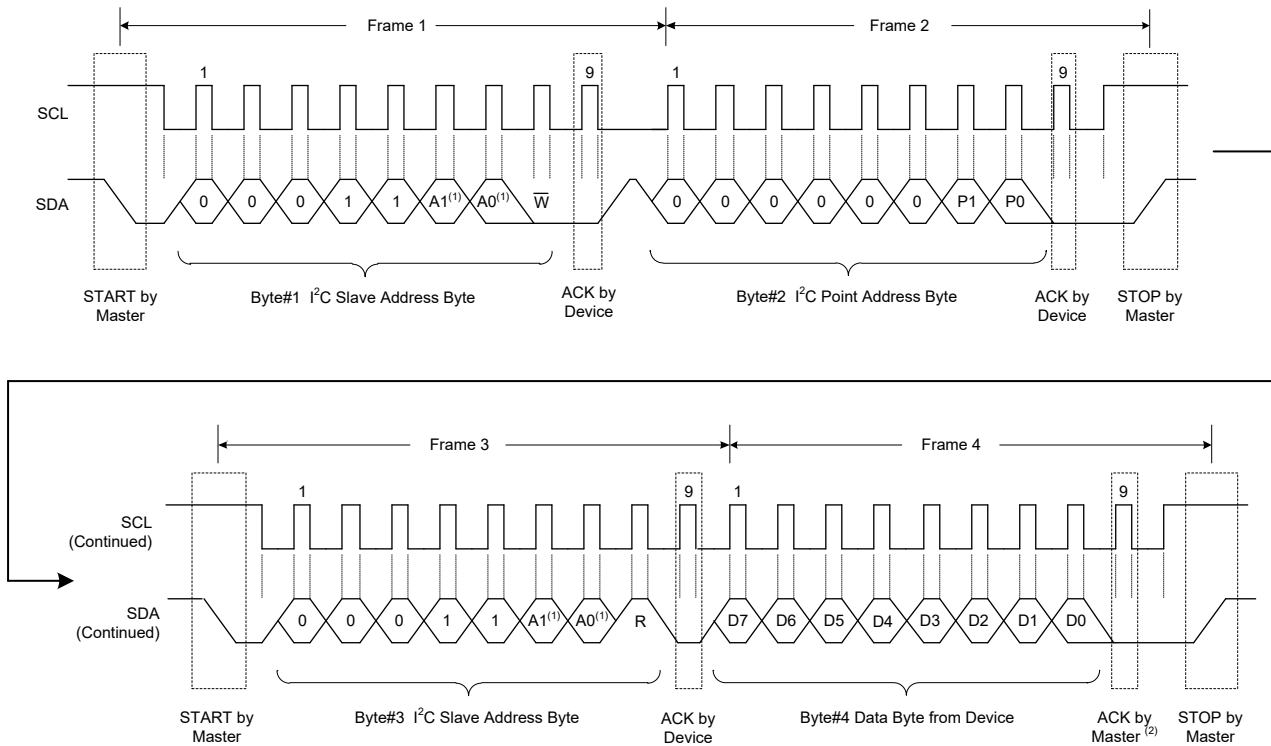 Frame 1 Frame 2
1 9 1 9
SCL
SDA
0 0 0 1 1 A1(1) A0(1) W̅ 0 0 0 0 0 0 P1 P0
START by Master
Byte#1 I²C Slave Address Byte
ACK by Device
Byte#2 I²C Point Address Byte
ACK by Device
STOP by Master
Frame 3 Frame 4
1 9 1 9
SCL
(Continued)
SDA
(Continued)
0 0 0 1 1 A1(1) A0(1) R D7 D6 D5 D4 D3 D2 D1 D0
START by Master
Byte#3 I²C Slave Address Byte
ACK by Device
Byte#4 Data Byte from Device
ACK by Master (2)
STOP by Master